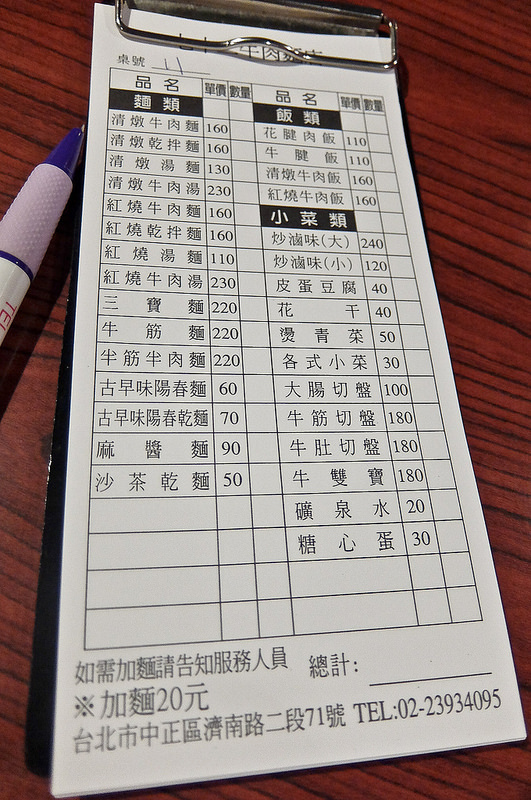 牛肉麵店
桌號 11
品名 單價 數量
麵類
清燉牛肉麵 160
清燉乾拌麵 160
清燉湯麵 130
清燉牛肉湯 230
紅燒牛肉麵 160
紅燒乾拌麵 160
紅燒湯麵 110
紅燒牛肉湯 230
三寶麵 220
牛筋麵 220
半筋半肉麵 220
古早味陽春麵 60
古早味陽春乾麵 70
麻醬麵 90
沙茶乾麵 50
品名 單價 數量
飯類
花腱肉飯 110
牛腱飯 110
清燉牛肉飯 160
紅燒牛肉飯 160
小菜類
炒滷味(大) 240
炒滷味(小) 120
皮蛋豆腐 40
花干 40
燙青菜 50
各式小菜 30
大腸切盤 100
牛筋切盤 180
牛肚切盤 180
牛雙寶 180
礦泉水 20
糖心蛋 30
如需加麵請告知服務人員 總計:
※加麵20元
台北市中正區濟南路二段71號 TEL:02-23934095
TEL